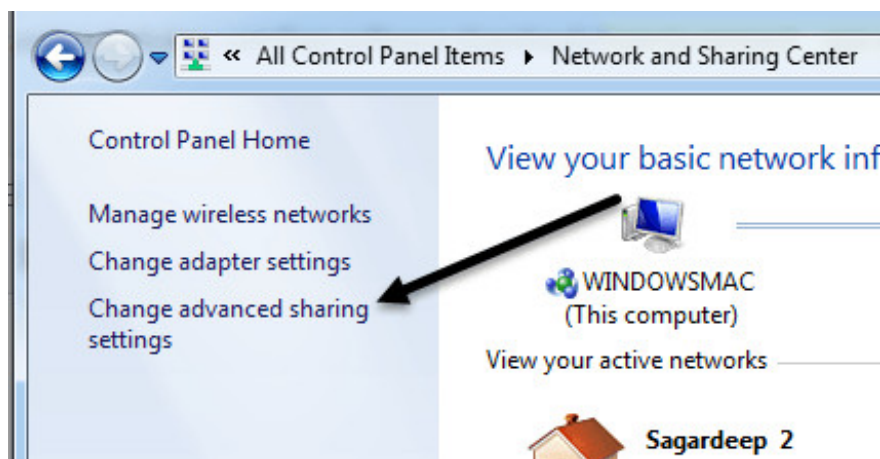 « All Control Panel Items ▸ Network and Sharing Center
Control Panel Home
Manage wireless networks
Change adapter settings
Change advanced sharing
settings
View your basic network inf
WINDOWSMAC
(This computer)
View your active networks
Sagardeep 2